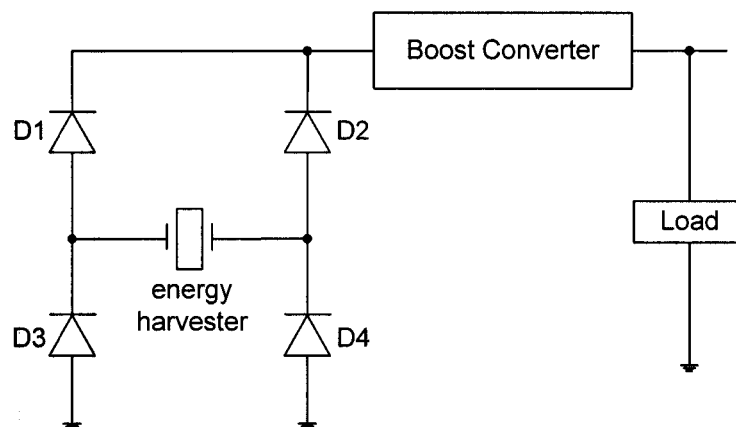 Boost Converter
D1
D2
Load
energy
harvester
D3
D4